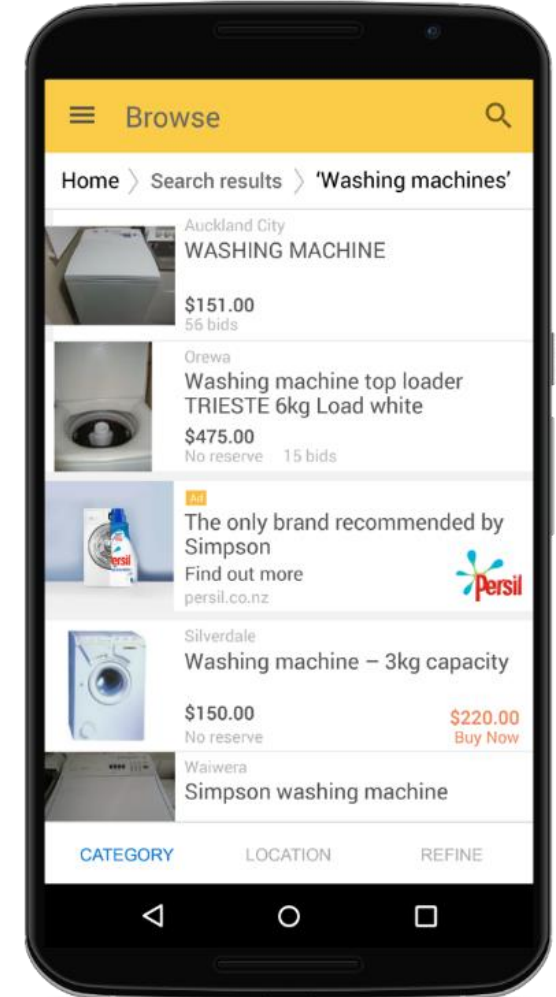 Browse
Home > Search results > ‘Washing machines’
Auckland City
WASHING MACHINE
$151.00
56 bids
Orewa
Washing machine top loader
TRIESTE 6kg Load white
$475.00
No reserve 15 bids
Ad
The only brand recommended by
Simpson
Find out more
persil.co.nz
Persil
Silverdale
Washing machine – 3kg capacity
$150.00
No reserve
$220.00
Buy Now
Waiwera
Simpson washing machine
CATEGORY LOCATION REFINE